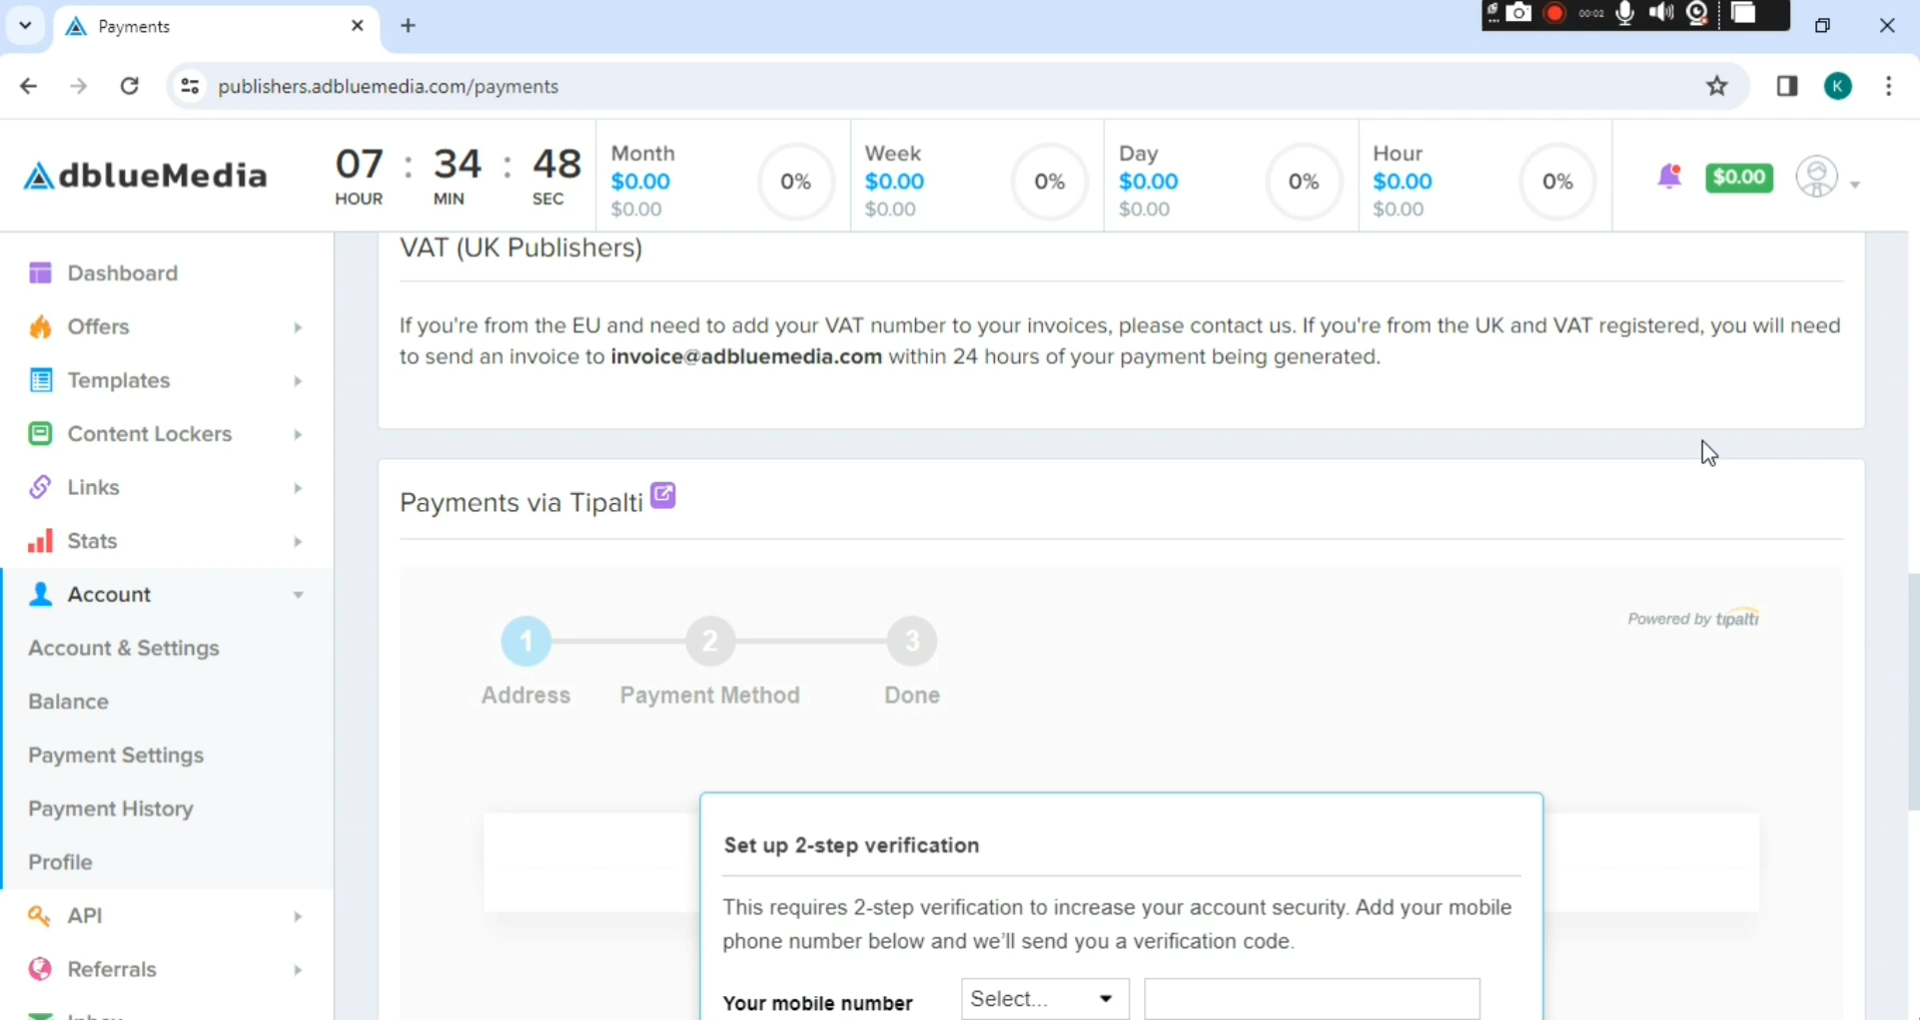 Payments
00:02
publishers.adbluemedia.com/payments
K
AdblueMedia
07 : 34 : 48
HOUR MIN SEC
Month
$0.00
$0.00
0%
Week
$0.00
$0.00
0%
Day
$0.00
$0.00
0%
Hour
$0.00
$0.00
0%
$0.00
Dashboard
Offers
Templates
Content Lockers
Links
Stats
Account
Account & Settings
Balance
Payment Settings
Payment History
Profile
API
Referrals
VAT (UK Publishers)
If you're from the EU and need to add your VAT number to your invoices, please contact us. If you're from the UK and VAT registered, you will need
to send an invoice to invoice@adbluemedia.com within 24 hours of your payment being generated.
Payments via Tipalti
Powered by tipalti
1 2 3
Address Payment Method Done
Set up 2-step verification
This requires 2-step verification to increase your account security. Add your mobile
phone number below and we'll send you a verification code.
Your mobile number Select...